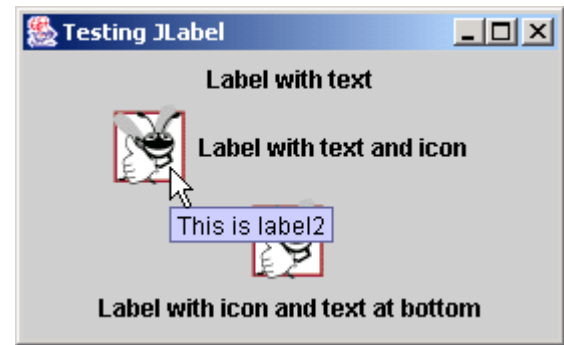 Testing JLabel
Label with text
Label with text and icon
This is label2
Label with icon and text at bottom